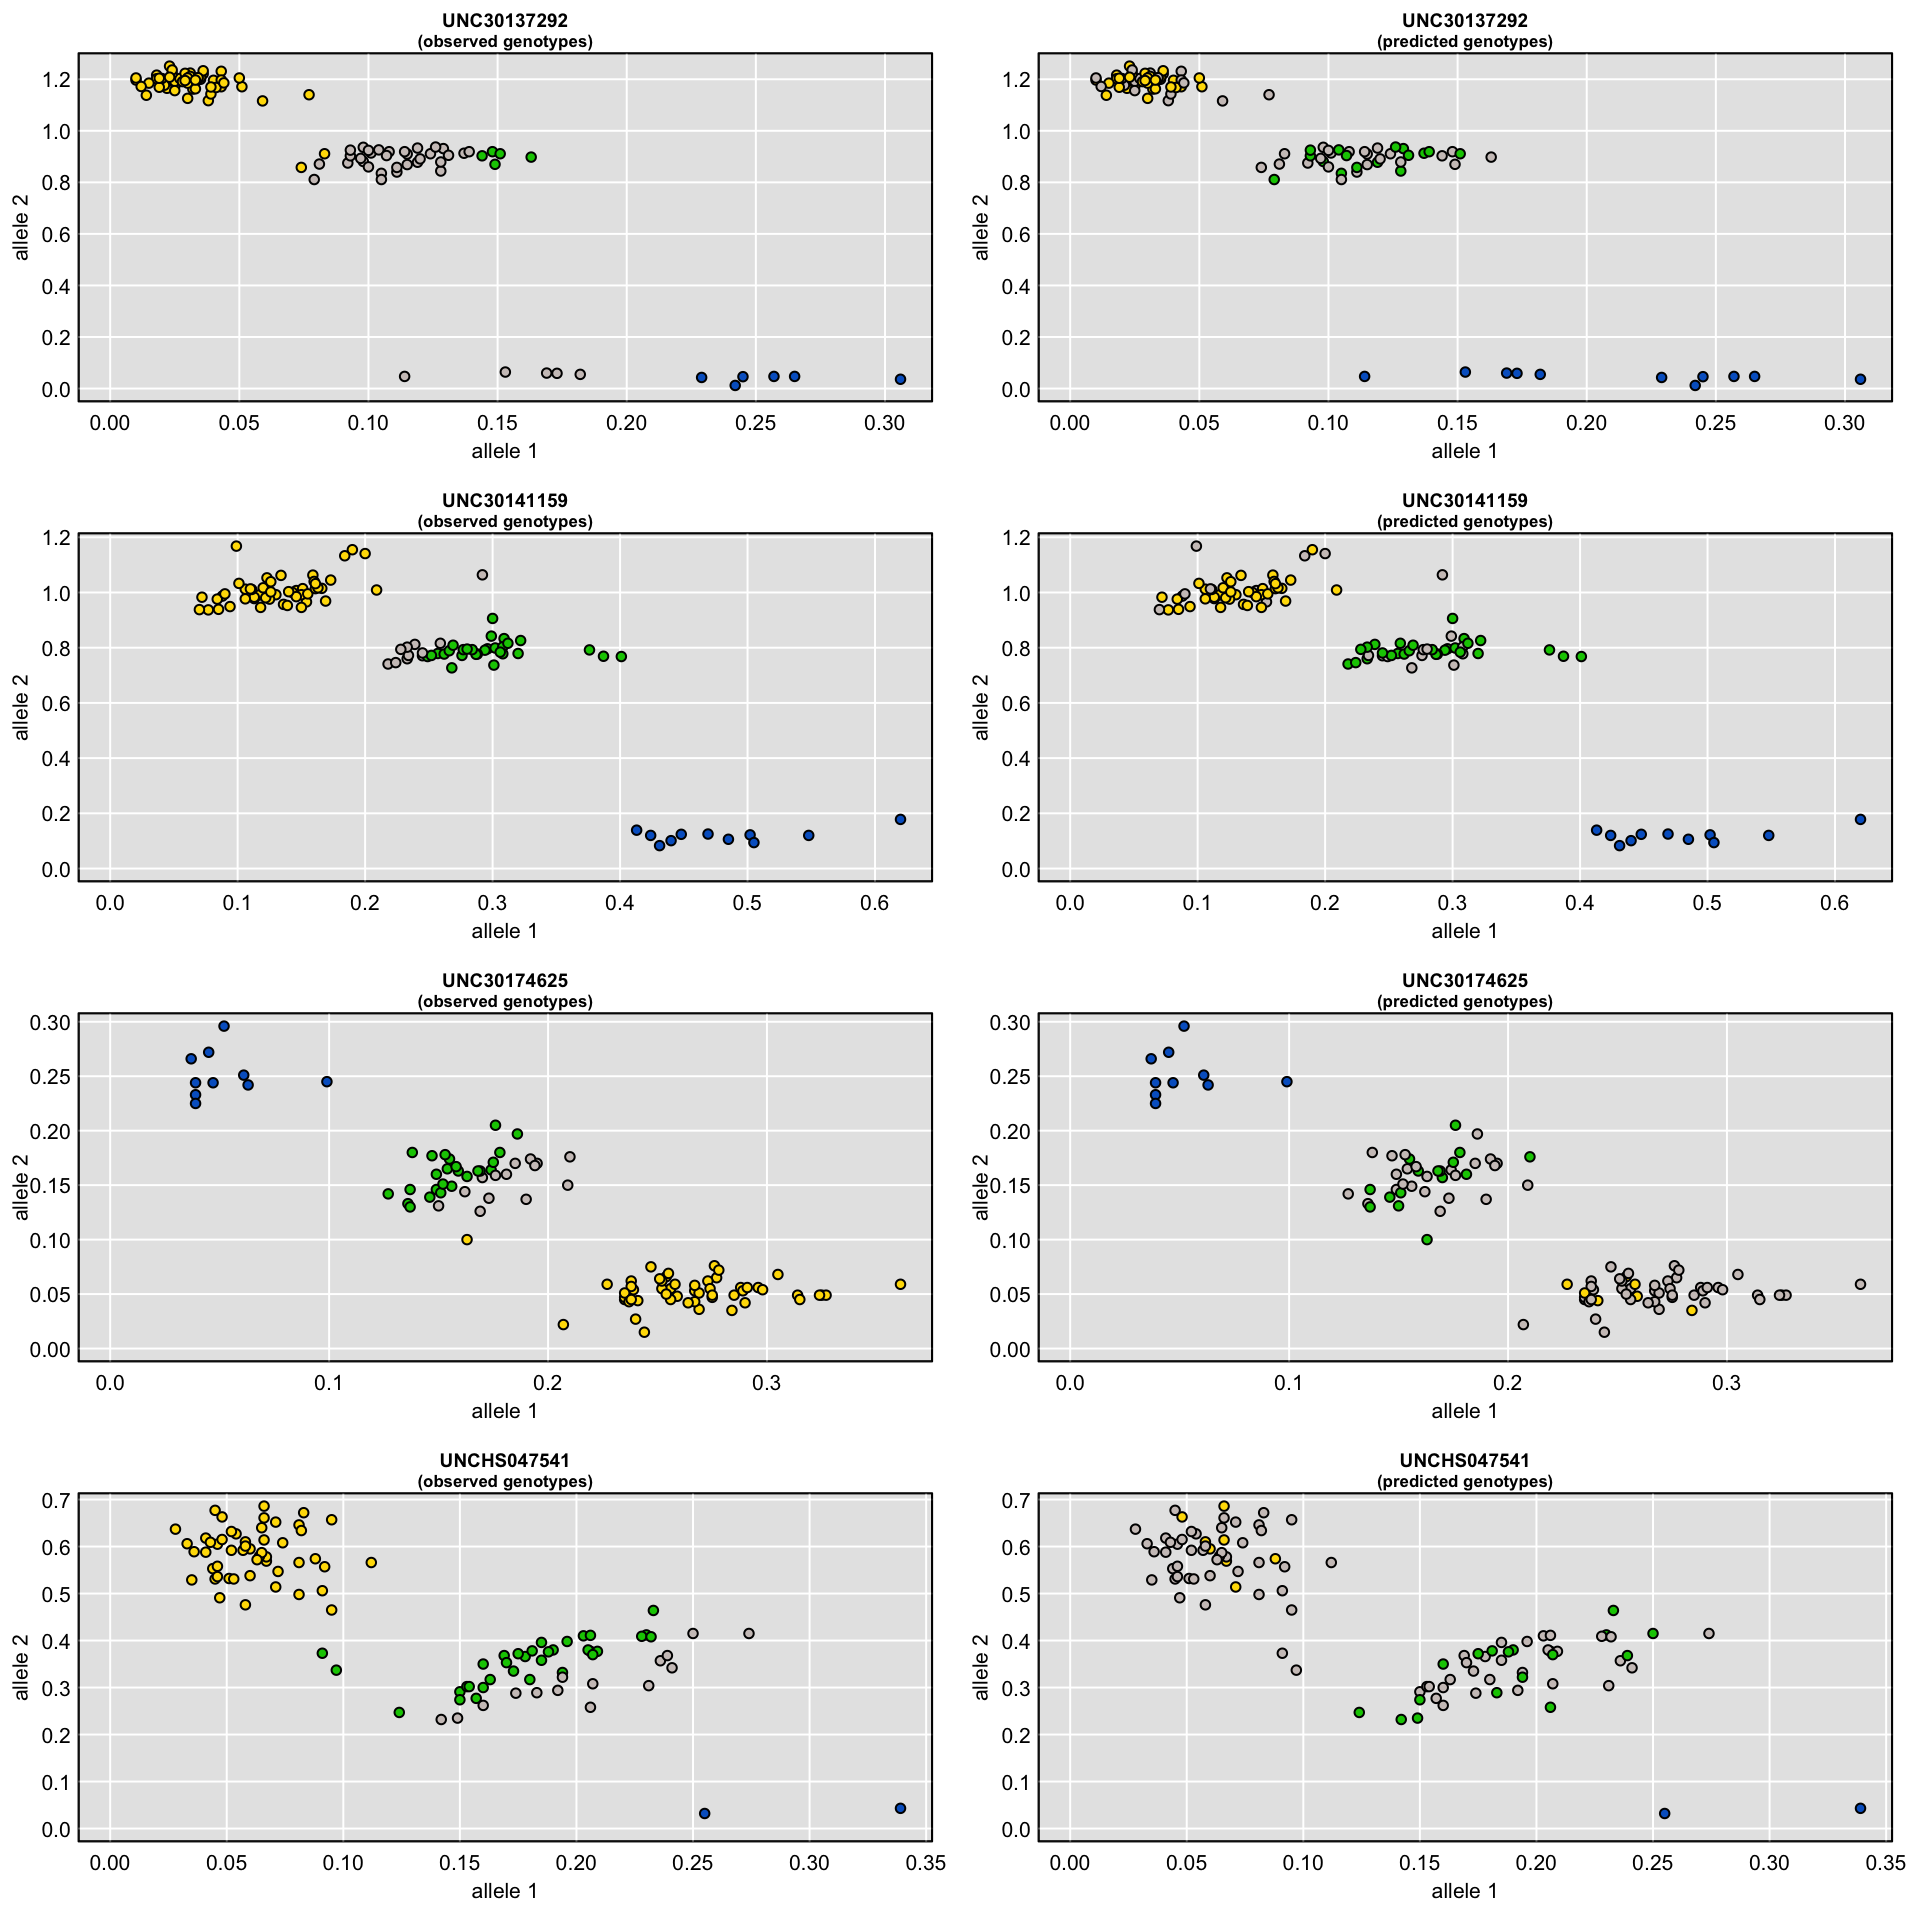 UNC30137292
(observed genotypes)
allele 2
1.2
1.0
0.8
0.6
0.4
0.2
0.0
0.00 0.05 0.10 0.15 0.20 0.25 0.30
allele 1
UNC30137292
(predicted genotypes)
allele 2
1.2
1.0
0.8
0.6
0.4
0.2
0.0
0.00 0.05 0.10 0.15 0.20 0.25 0.30
allele 1
UNC30141159
(observed genotypes)
allele 2
1.2
1.0
0.8
0.6
0.4
0.2
0.0
0.0 0.1 0.2 0.3 0.4 0.5 0.6
allele 1
UNC30141159
(predicted genotypes)
allele 2
1.2
1.0
0.8
0.6
0.4
0.2
0.0
0.0 0.1 0.2 0.3 0.4 0.5 0.6
allele 1
UNC30174625
(observed genotypes)
allele 2
0.30
0.25
0.20
0.15
0.10
0.05
0.00
0.0 0.1 0.2 0.3
allele 1
UNC30174625
(predicted genotypes)
allele 2
0.30
0.25
0.20
0.15
0.10
0.05
0.00
0.0 0.1 0.2 0.3
allele 1
UNCHS047541
(observed genotypes)
allele 2
0.7
0.6
0.5
0.4
0.3
0.2
0.1
0.0
0.00 0.05 0.10 0.15 0.20 0.25 0.30 0.35
allele 1
UNCHS047541
(predicted genotypes)
allele 2
0.7
0.6
0.5
0.4
0.3
0.2
0.1
0.0
0.00 0.05 0.10 0.15 0.20 0.25 0.30 0.35
allele 1